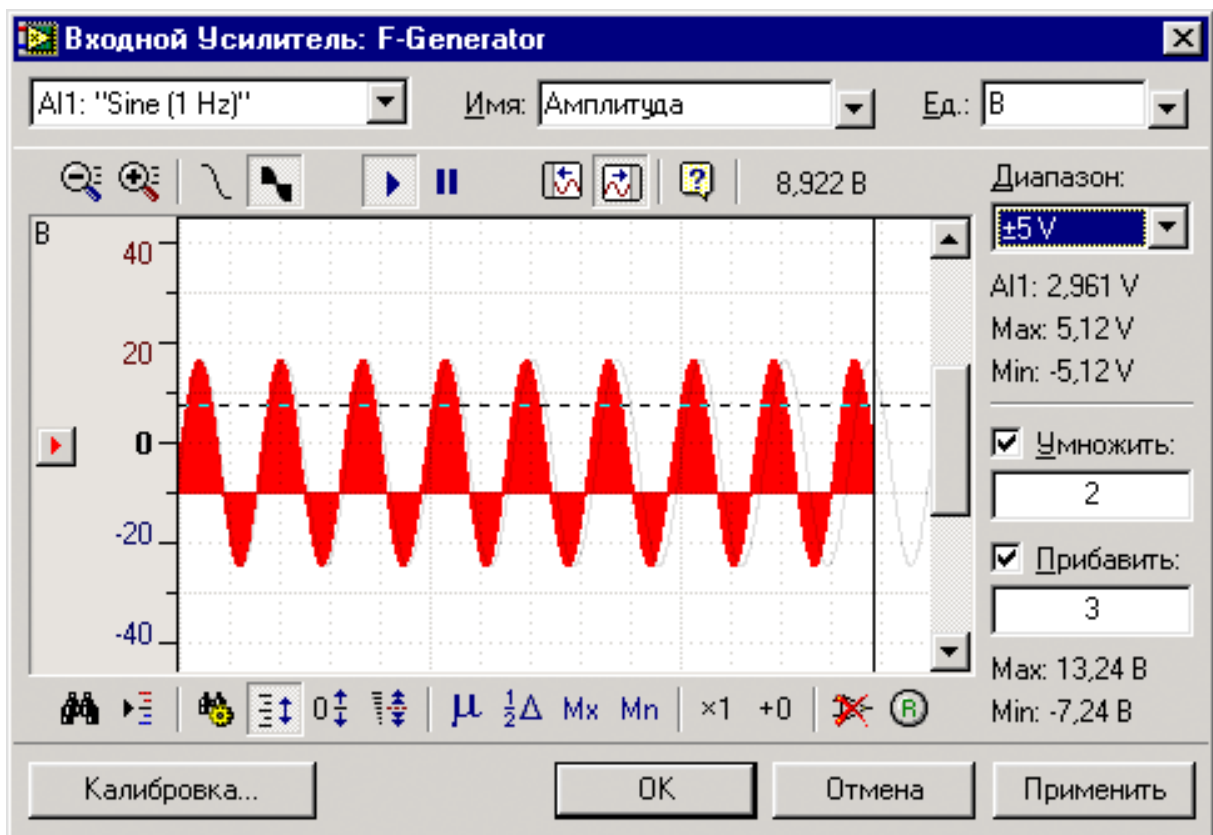 Входной Усилитель: F-Generator
AI1: "Sine (1 Hz)"
Имя: Амплитуда
Ед.: В
8,922 В
Диапазон:
±5 V
AI1: 2,961 V
Max: 5,12 V
Min: -5,12 V
Умножить:
2
Прибавить:
3
Max: 13,24 В
Min: -7,24 В
В
40
20
0
-20
-40
0
μ ½Δ Mx Mn ×1 +0 R
Калибровка...
OK
Отмена
Применить